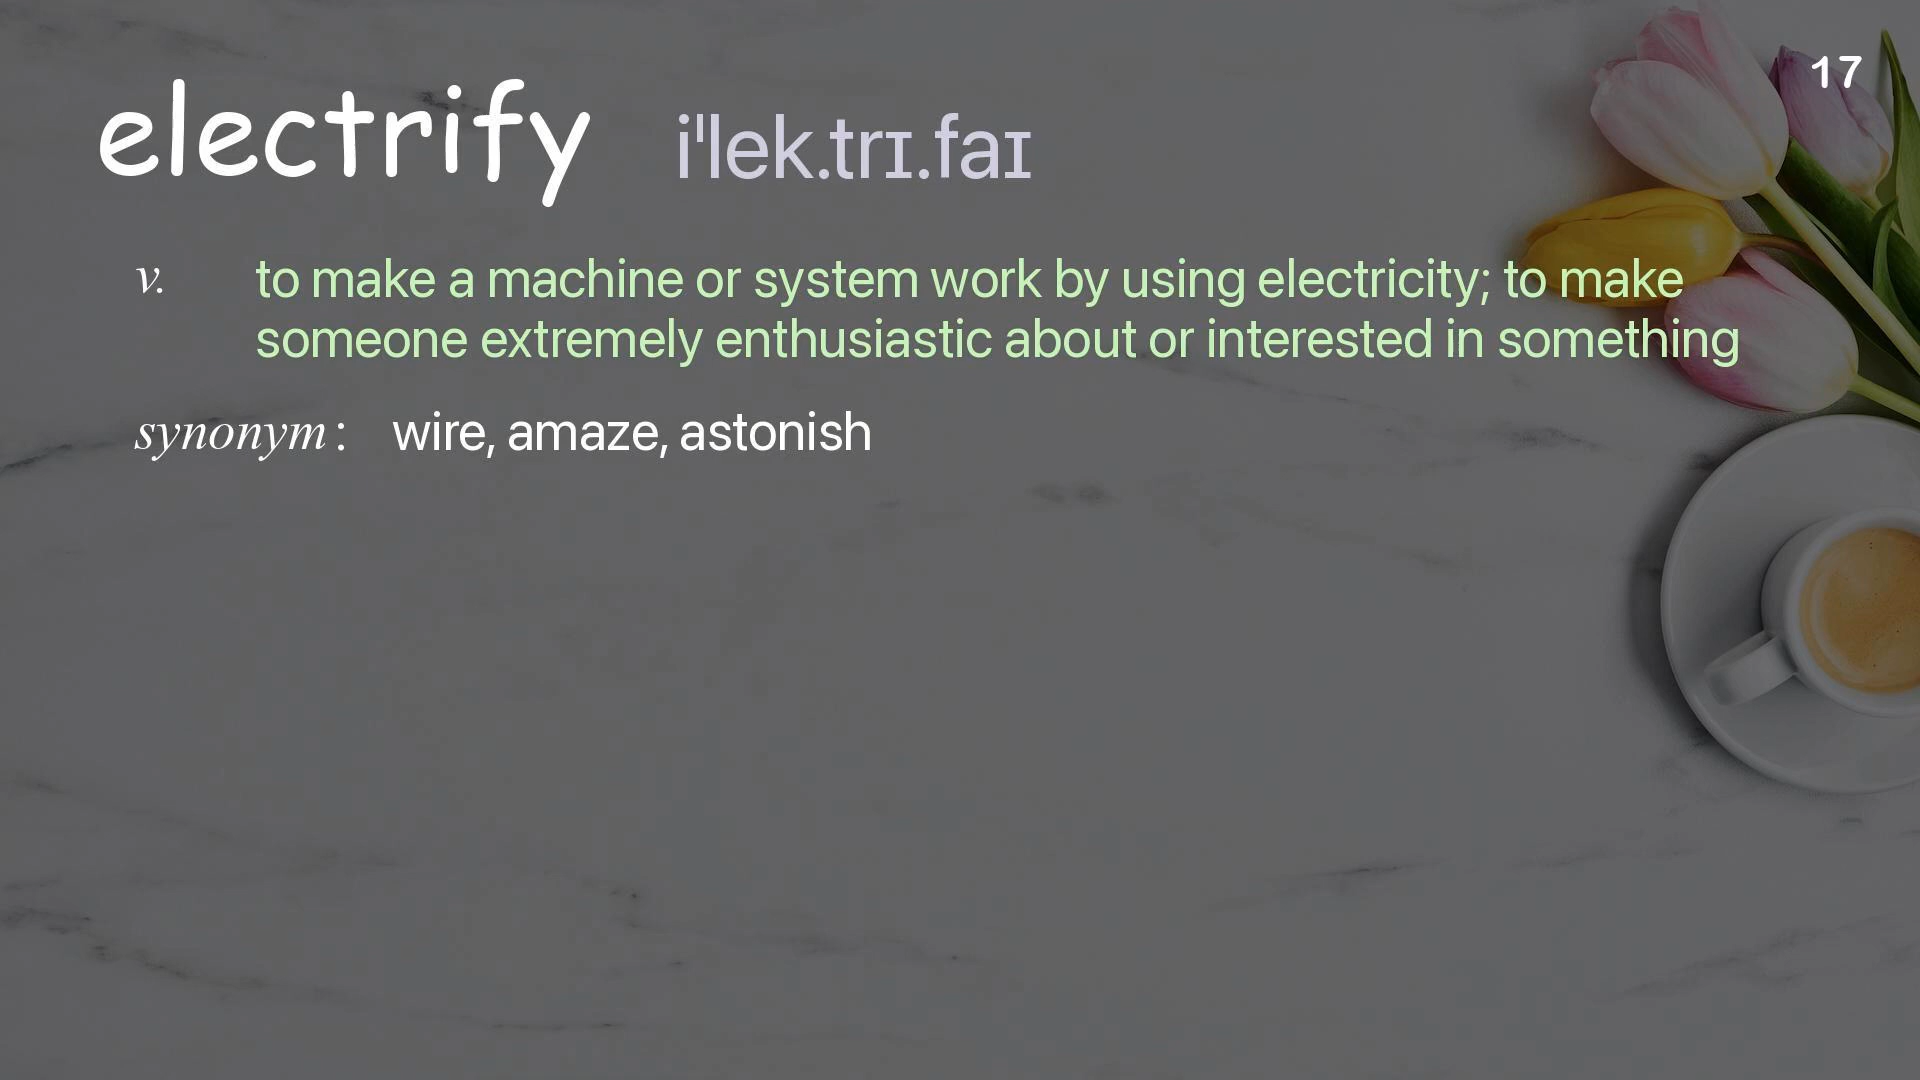 17
electrify iˈlek.trɪ.faɪ
v. to make a machine or system work by using electricity; to make
someone extremely enthusiastic about or interested in something
synonym : wire, amaze, astonish